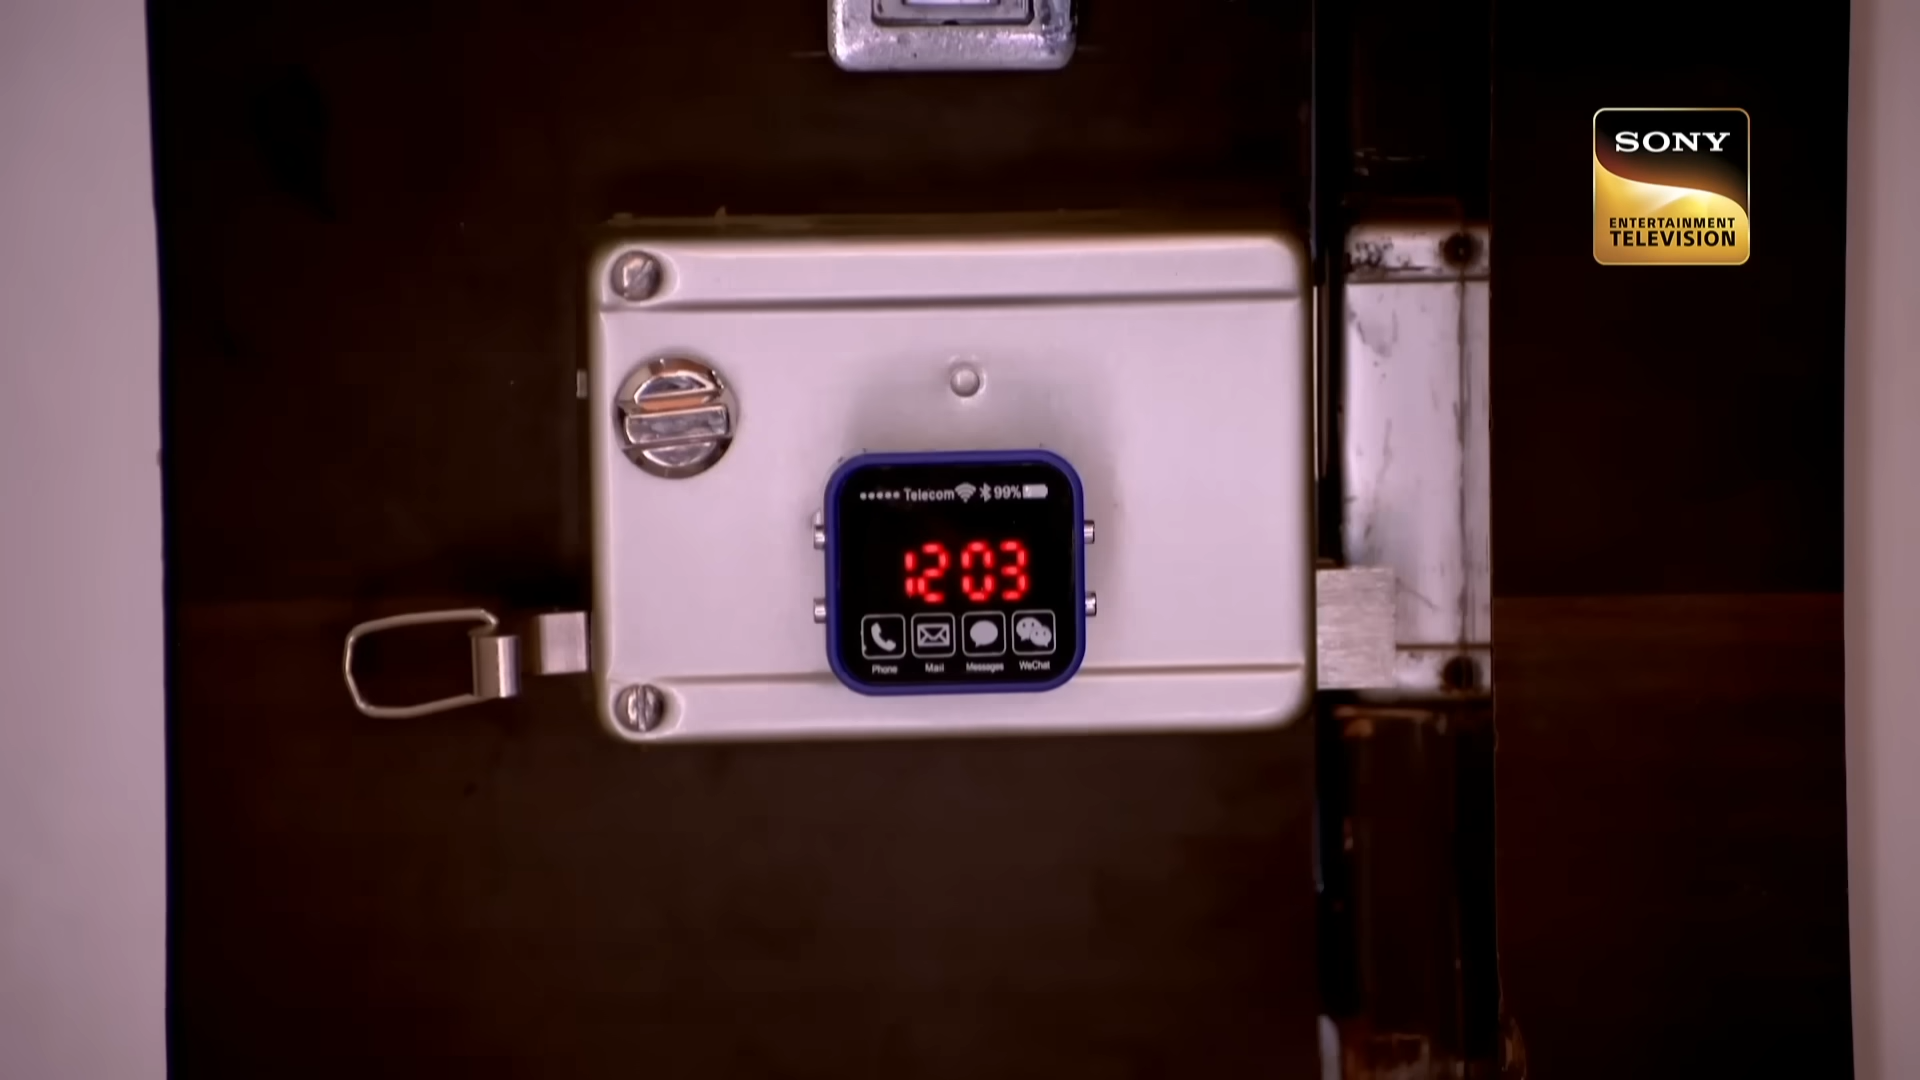 SONY
ENTERTAINMENT
TELEVISION
Telecom 99%
12 03
Phone Mail Messages WeChat